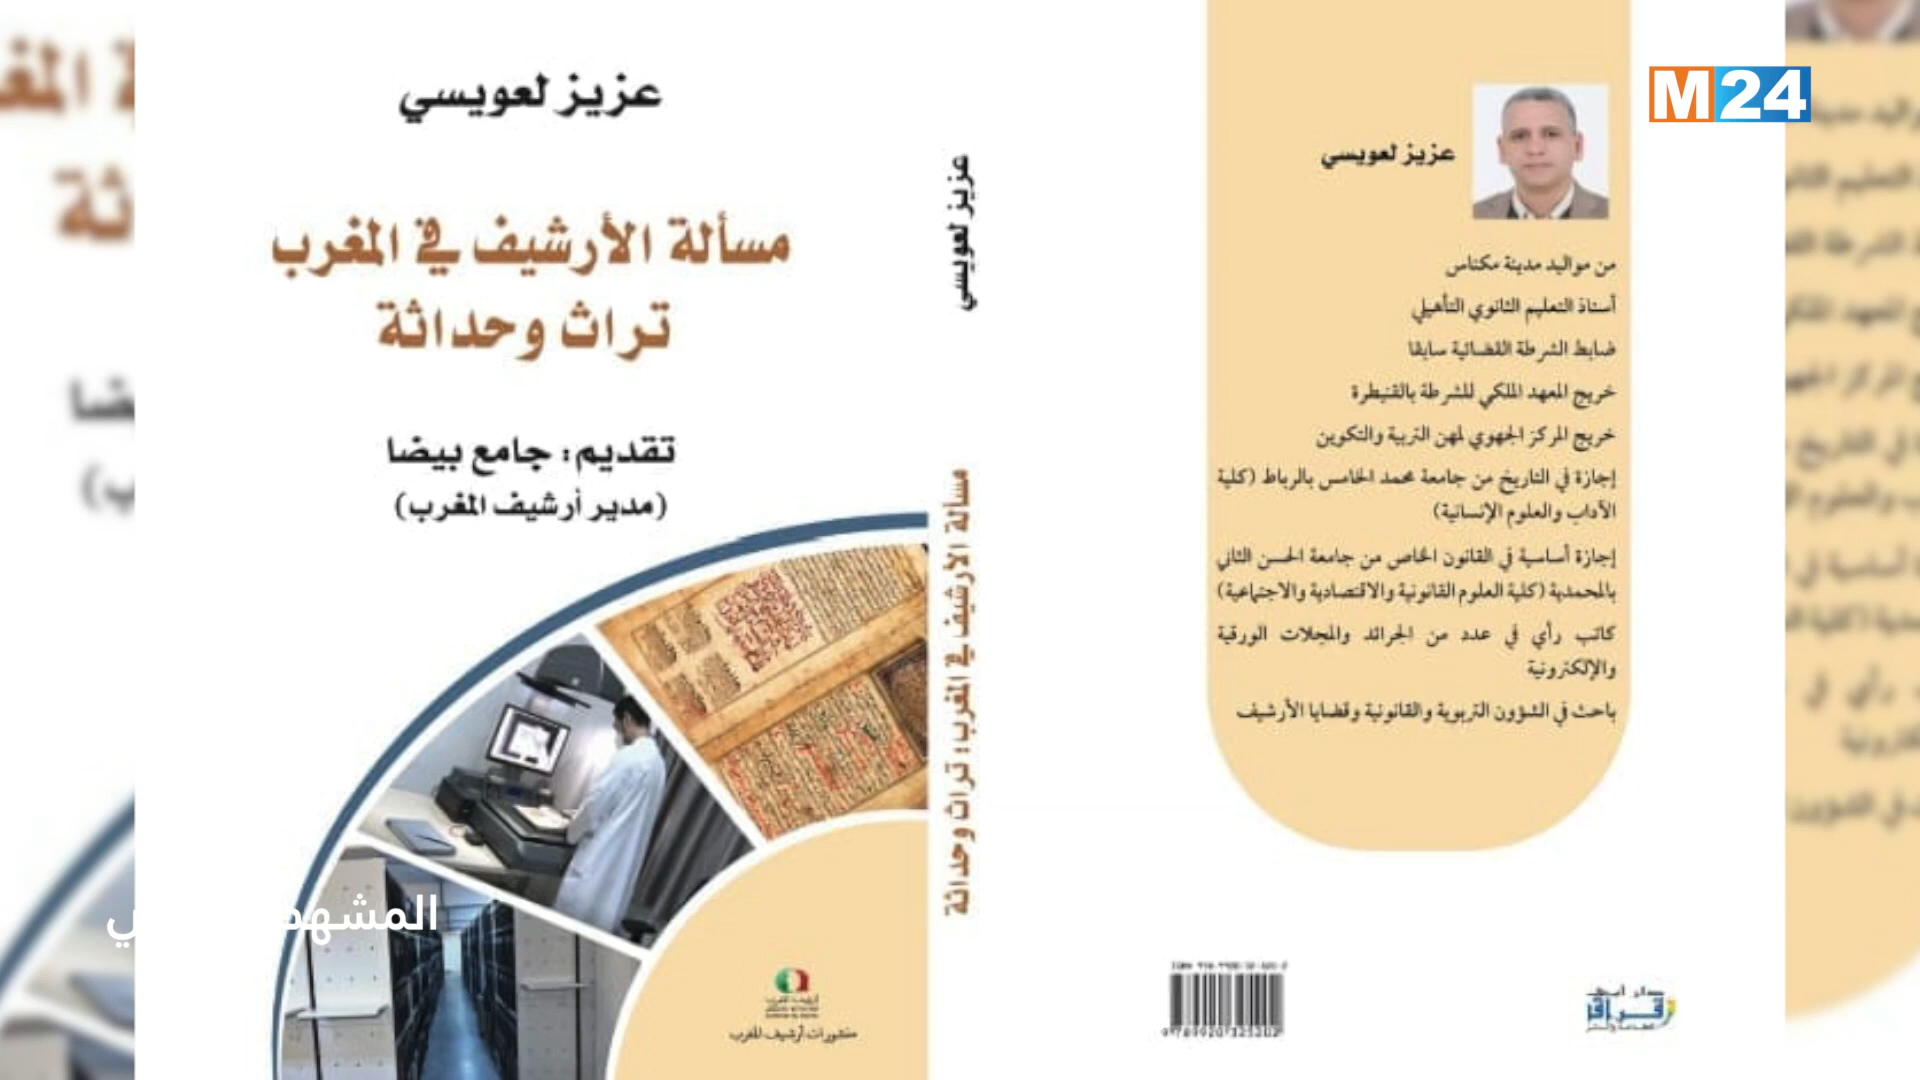 M24
عزيز لعويسي
مسألة الأرشيف في المغرب
تراث وحداثة
تقديم: جامع بيضا
(مدير أرشيف المغرب)
منشورات أرشيف المغرب
عزيز لعويسي
مسألة الأرشيف في المغرب: تراث وحداثة
عزيز لعويسي
من مواليد مدينة مكناس
أستاذ التعليم الثانوي التأهيلي
ضابط الشرطة القضائية سابقا
خريج المعهد الملكي للشرطة بالقنيطرة
خريج المركز الجهوي لمهن التربية والتكوين
إجازة في التاريخ من جامعة محمد الخامس بالرباط (كلية
الآداب والعلوم الإنسانية)
إجازة أساسية في القانون الخاص من جامعة الحسن الثاني
بالمحمدية (كلية العلوم القانونية والاقتصادية والاجتماعية)
كاتب رأي في عدد من الجرائد والمجلات الورقية
والإلكترونية
باحث في الشؤون التربوية والقانونية وقضايا الأرشيف
المشهد